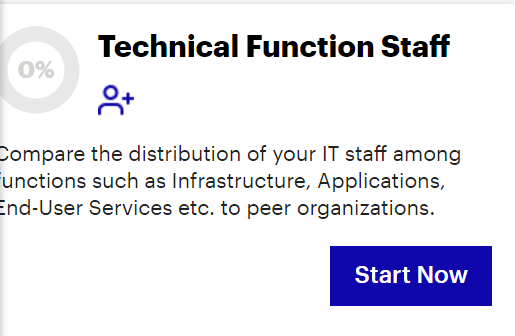 Technical Function Staff
0%
Compare the distribution of your IT staff among
functions such as Infrastructure, Applications,
End-User Services etc. to peer organizations.
Start Now